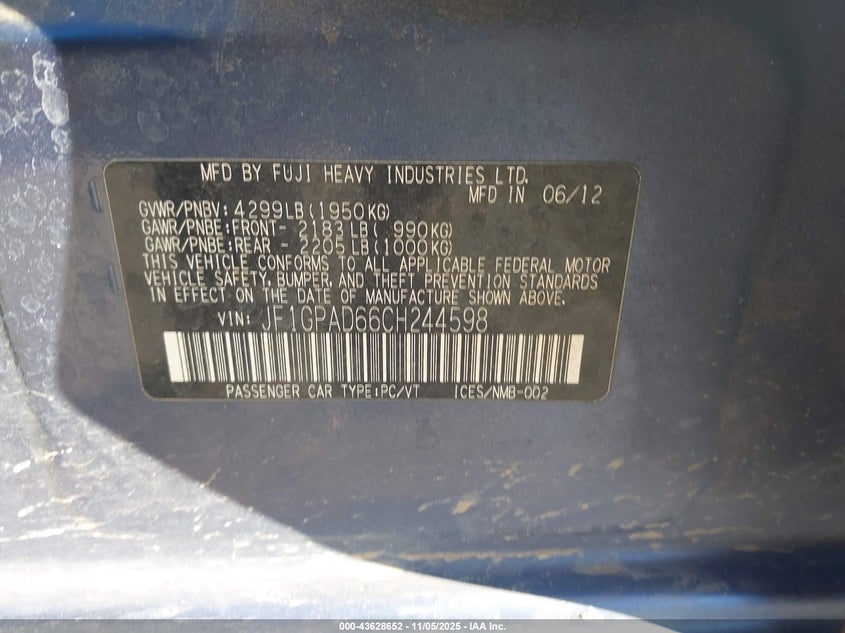 MFD BY FUJI HEAVY INDUSTRIES LTD.
MFD IN 06/12
GVWR/PNBV: 4299LB(1950KG)
GAWR/PNBE:FRONT- 2183LB( 990KG)
GAWR/PNBE:REAR - 2205LB(1000KG)
THIS VEHICLE CONFORMS TO ALL APPLICABLE FEDERAL MOTOR
VEHICLE SAFETY, BUMPER, AND THEFT PREVENTION STANDARDS
IN EFFECT ON THE DATE OF MANUFACTURE SHOWN ABOVE.
VIN: JF1GPAD66CH244598
PASSENGER CAR TYPE:PC/VT ICES/NMB-002
000-43628652 - 11/05/2025 - IAA Inc.